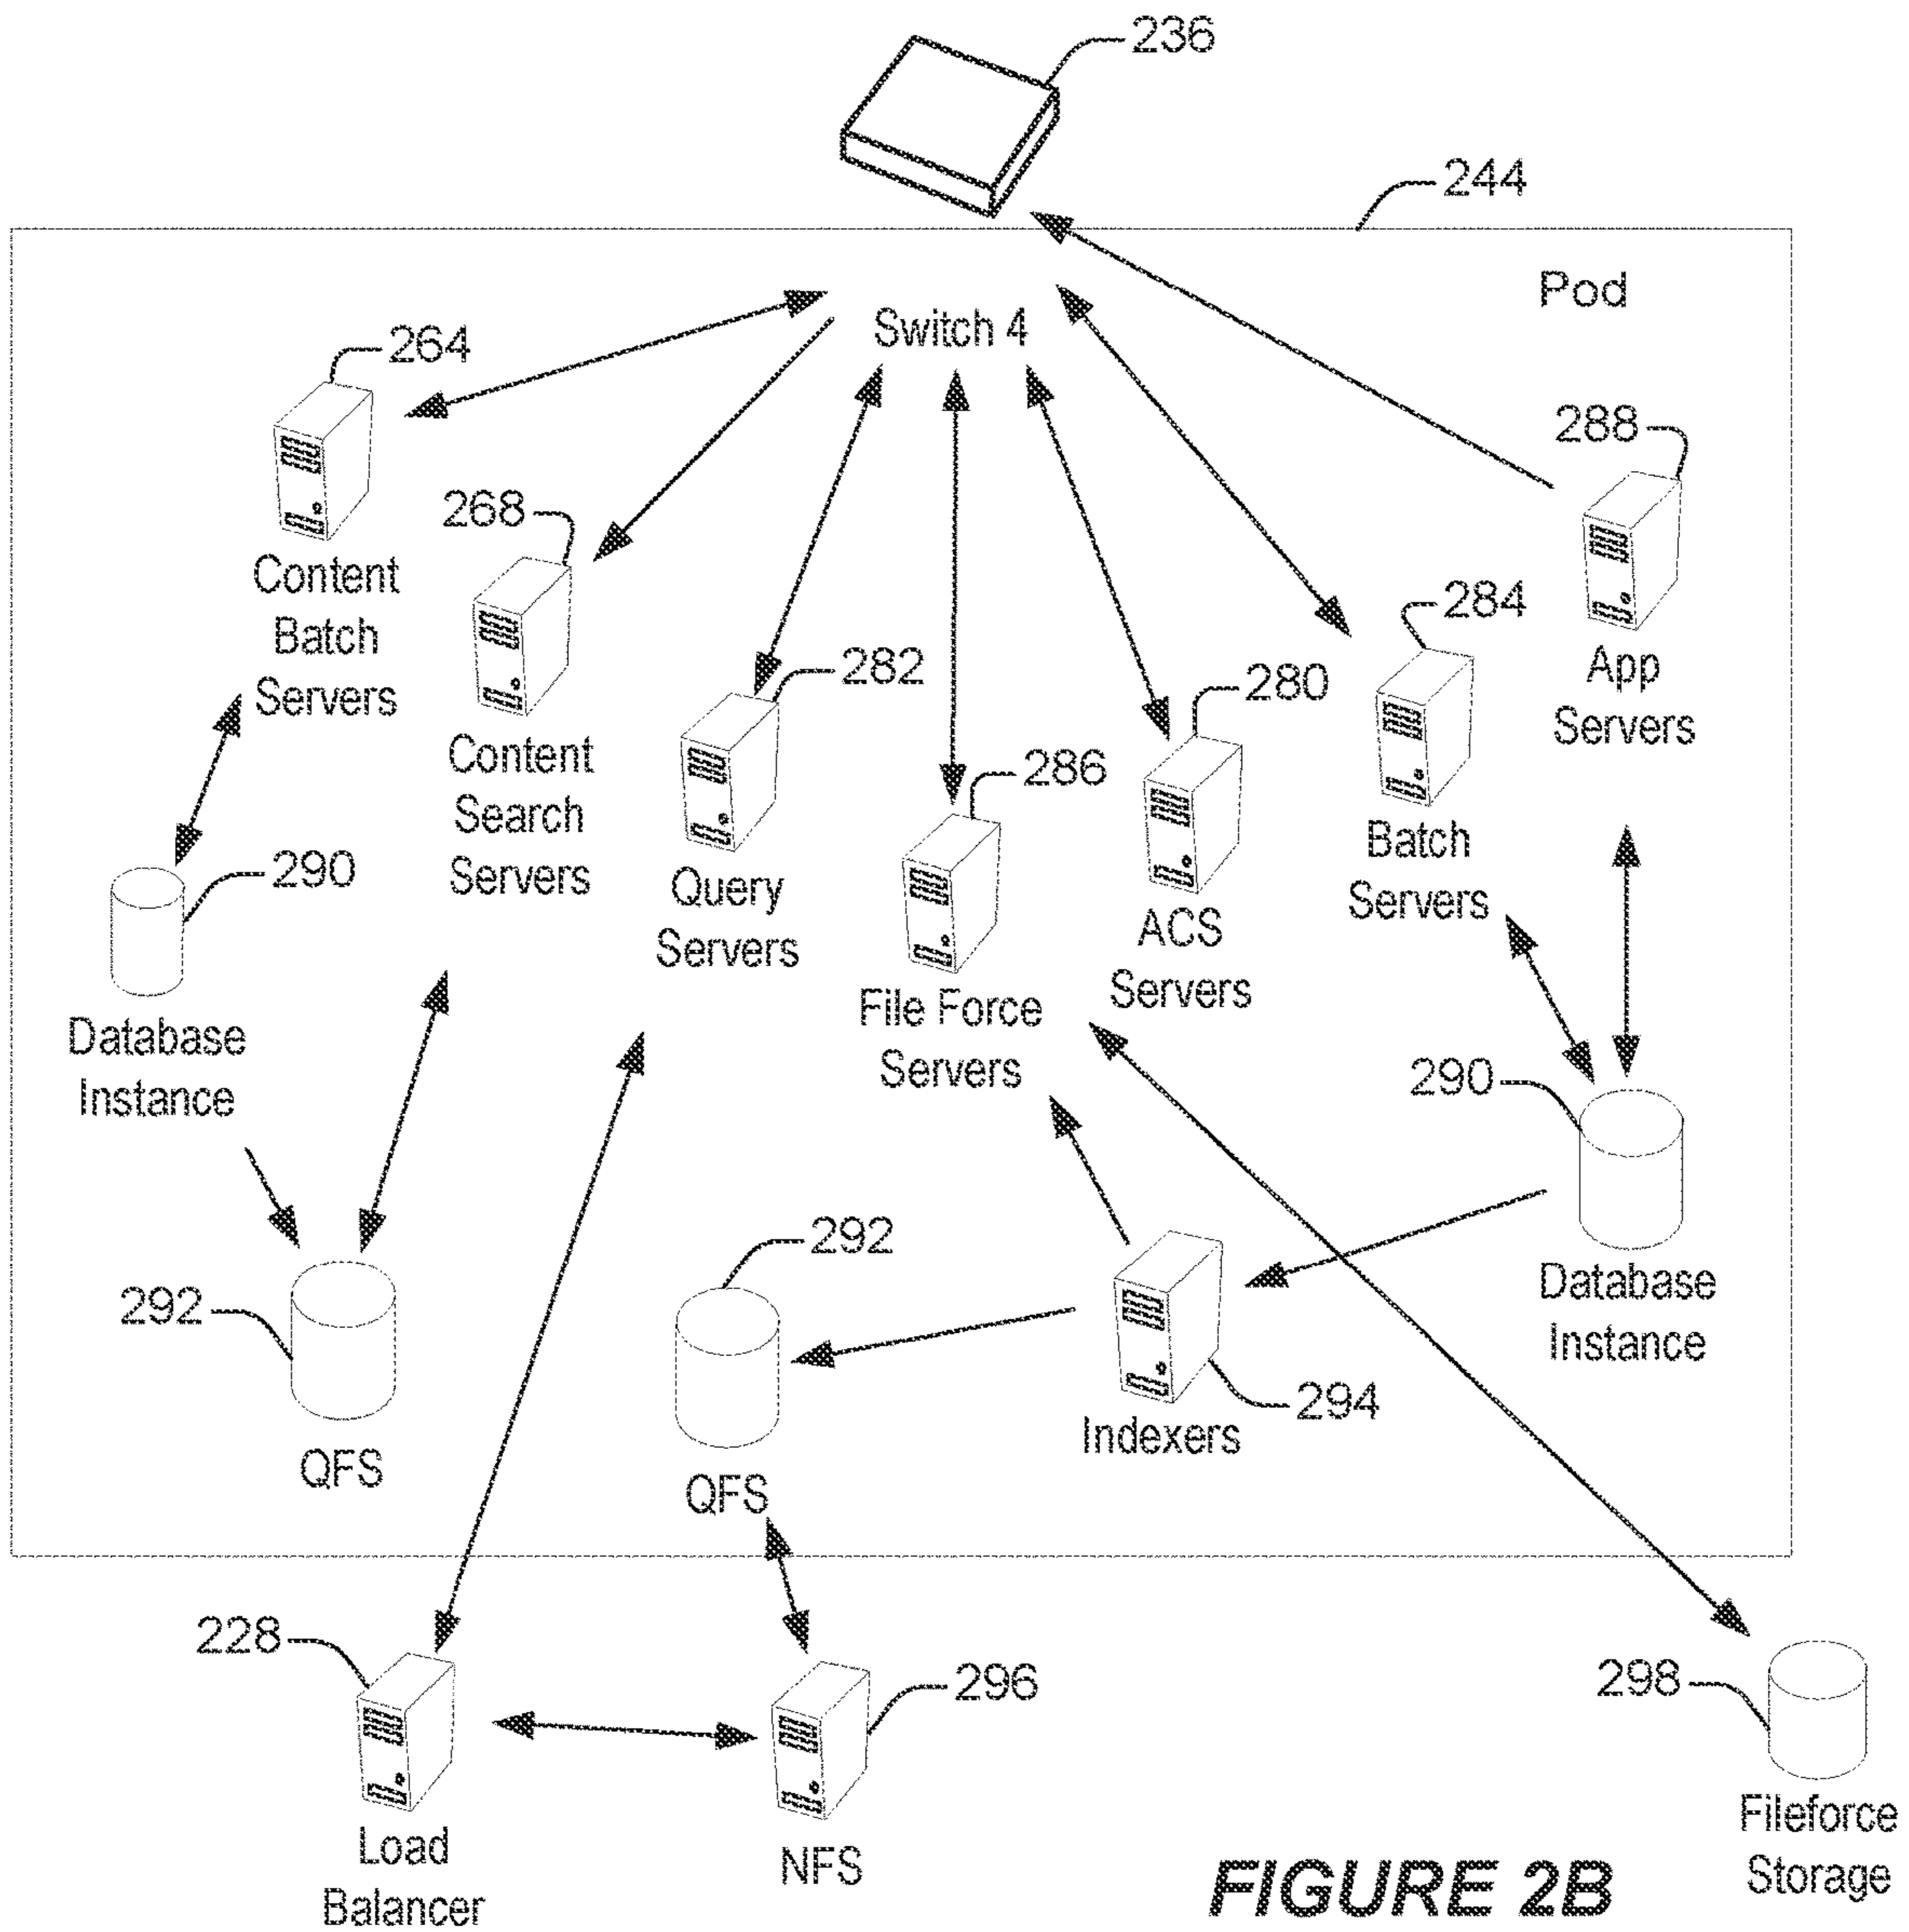 236
244
Pod
Switch 4
264
Content
Batch
Servers
268
Content
Search
Servers
282
Query
Servers
286
File Force
Servers
280
ACS
Servers
284
Batch
Servers
288
App
Servers
290
Database
Instance
290
Database
Instance
292
QFS
292
QFS
294
Indexers
228
Load
Balancer
296
NFS
298
Fileforce
Storage
FIGURE 2B